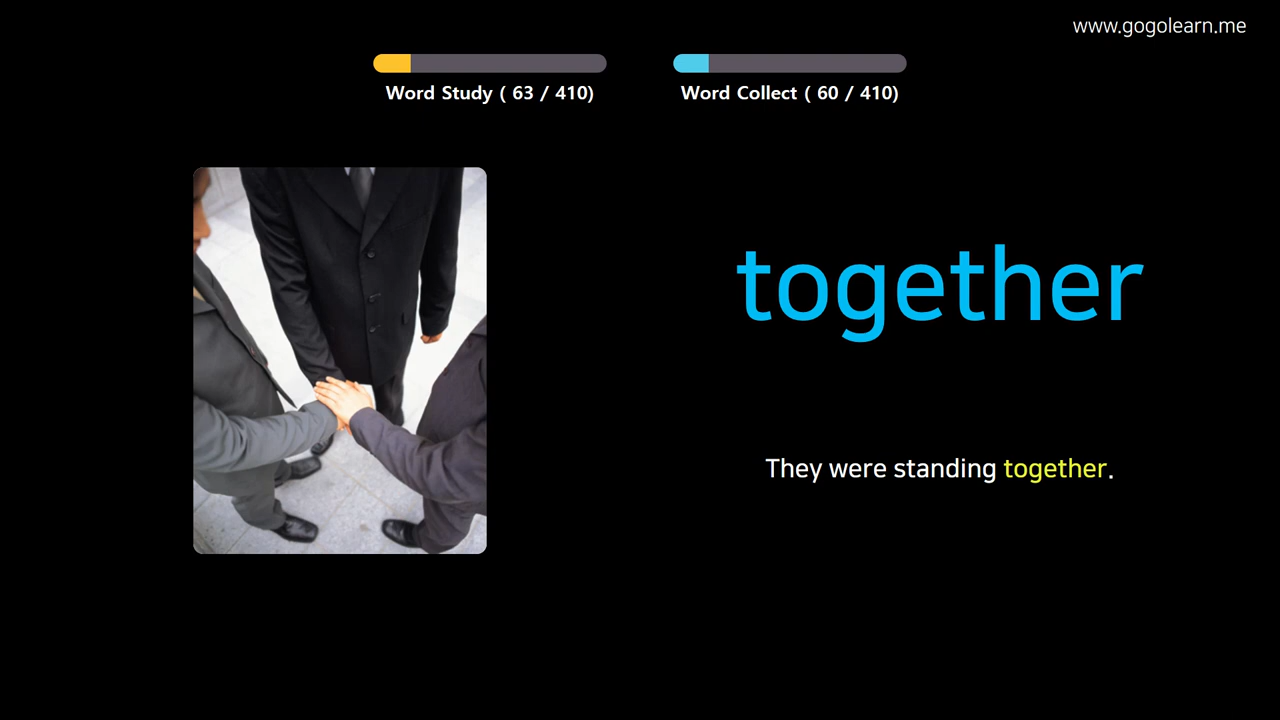 www.gogolearn.me
Word Study ( 63 / 410)
Word Collect ( 60 / 410)
together
They were standing together.